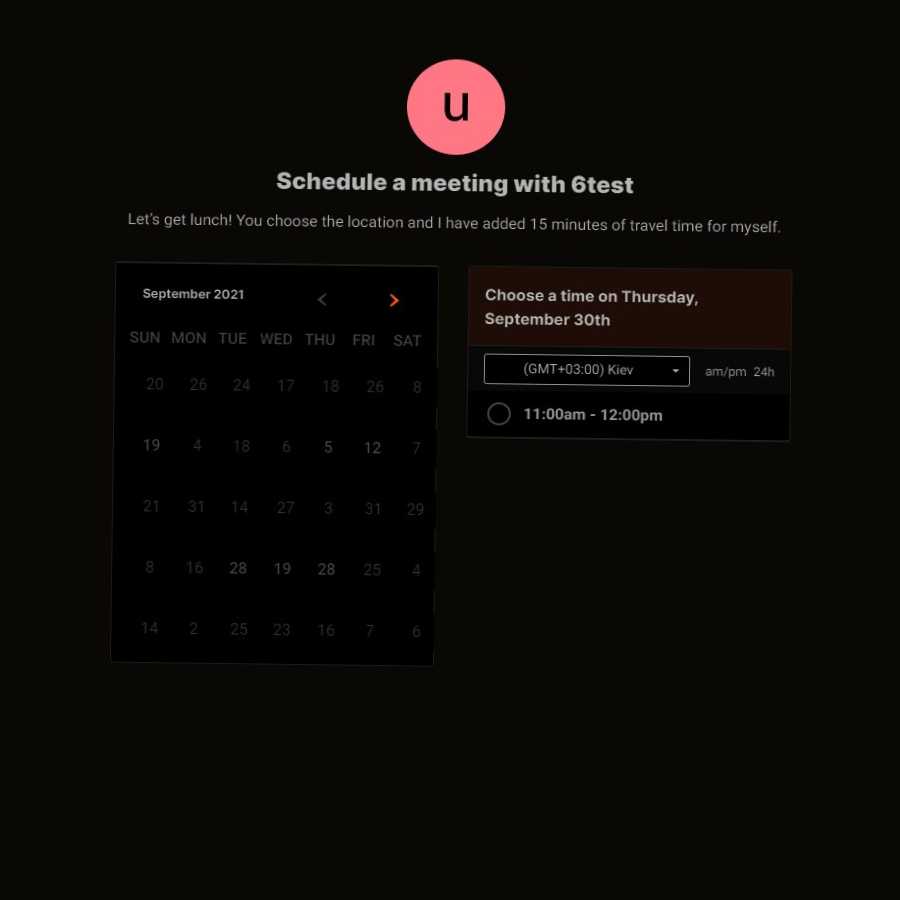 u
Schedule a meeting with 6test
Let's get lunch! You choose the location and I have added 15 minutes of travel time for myself.
September 2021
SUN MON TUE WED THU FRI SAT
20 26 24 17 18 26 8
19 4 18 6 5 12 7
21 31 14 27 3 31 29
8 16 28 19 28 25 4
14 2 25 23 16 7 6
Choose a time on Thursday,
September 30th
(GMT+03:00) Kiev am/pm 24h
11:00am - 12:00pm